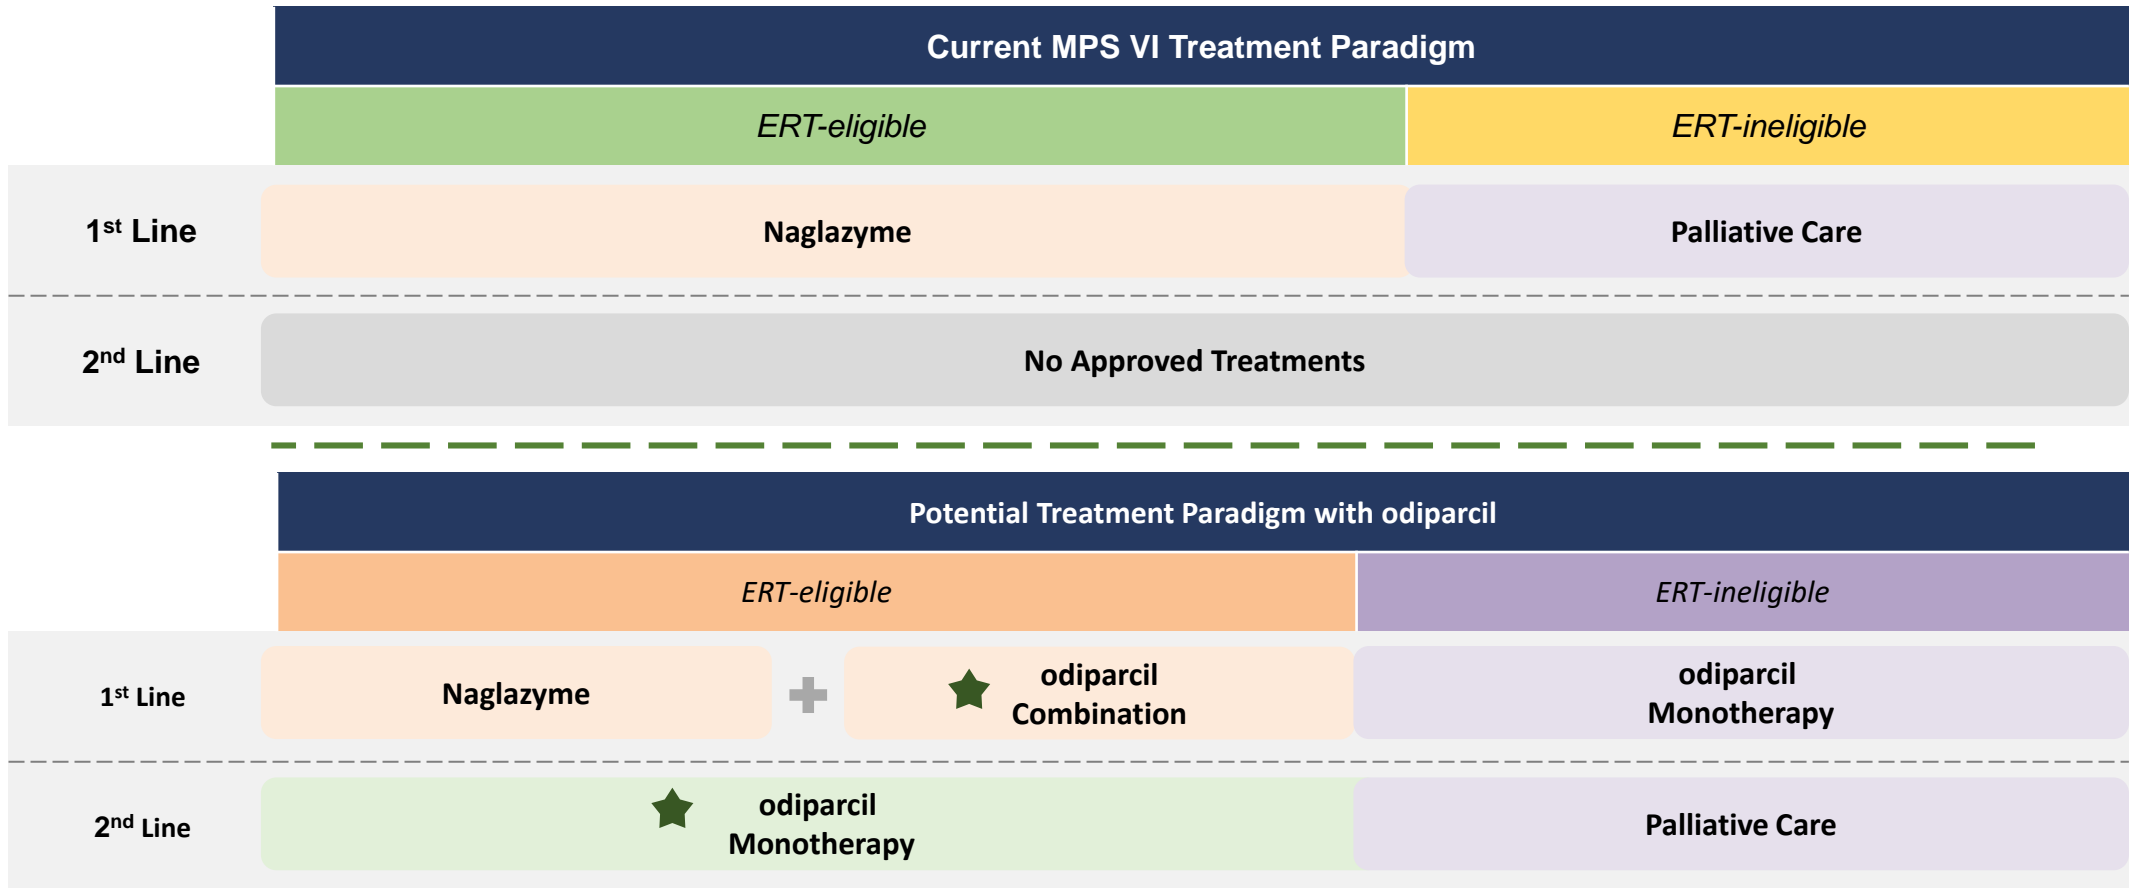 Current MPS VI Treatment Paradigm
ERT-eligible
ERT-ineligible
1st Line
Naglazyme
Palliative Care
2nd Line
No Approved Treatments
Potential Treatment Paradigm with odiparcil
ERT-eligible
ERT-ineligible
1st Line
Naglazyme
odiparcil
Combination
odiparcil
Monotherapy
2nd Line
odiparcil
Monotherapy
Palliative Care